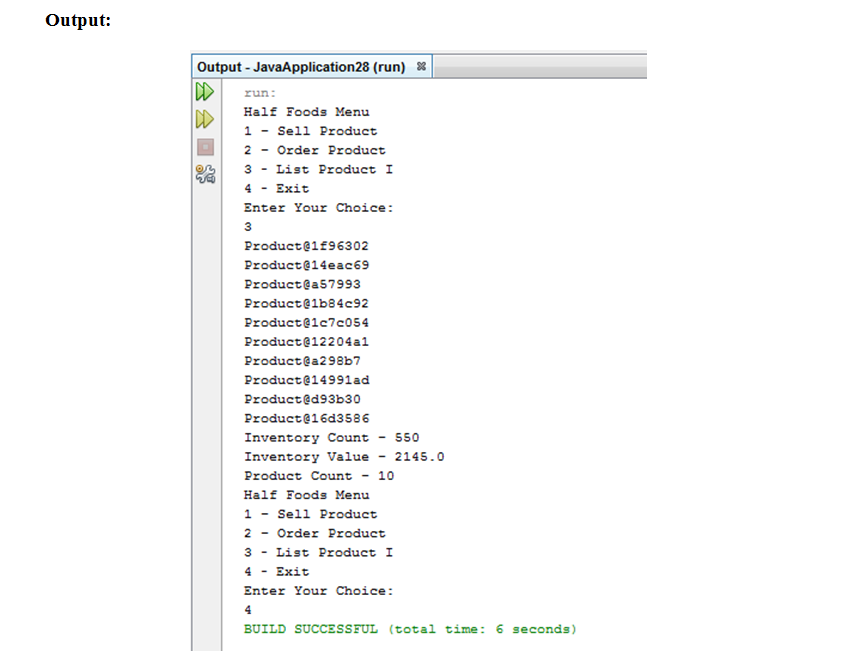 Output:
Output - JavaApplication28 (run)
run:
Half Foods Menu
1 - Sell Product
2 - Order Product
3 - List Product I
4 - Exit
Enter Your Choice:
3
Product@1f96302
Product@14eac69
Product@a57993
Product@1b84c92
Product@1c7c054
Product@12204a1
Product@a298b7
Product@14991ad
Product@d93b30
Product@16d3586
Inventory Count - 550
Inventory Value - 2145.0
Product Count - 10
Half Foods Menu
1 - Sell Product
2 - Order Product
3 - List Product I
4 - Exit
Enter Your Choice:
4
BUILD SUCCESSFUL (total time: 6 seconds)